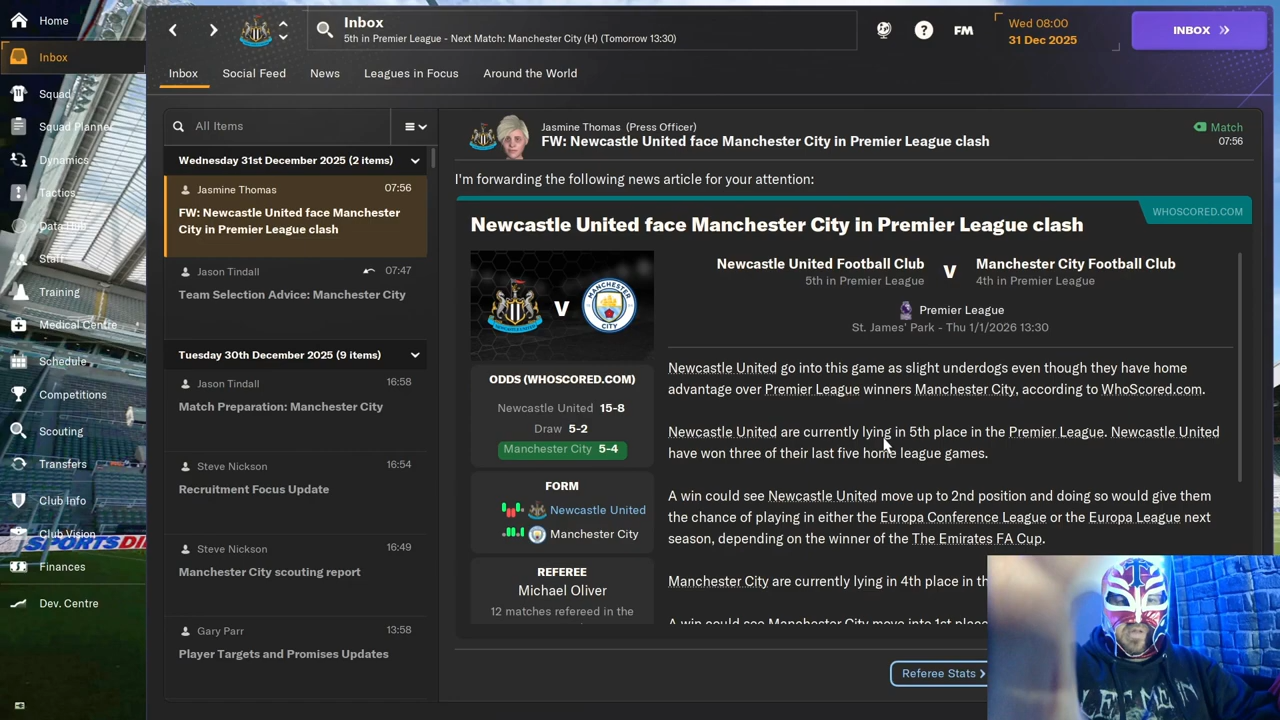 Home
Inbox
Squad
Squad Planner
Dynamics
Tactics
Data Hub
Staff
Training
Medical Centre
Schedule
Competitions
Scouting
Transfers
Club Info
Club Vision
SPORTS DI
Finances
Dev. Centre
Inbox
5th in Premier League - Next Match: Manchester City (H) (Tomorrow 13:30)
?
FM
Wed 08:00
31 Dec 2025
INBOX
Inbox
Social Feed
News
Leagues in Focus
Around the World
All Items
Wednesday 31st December 2025 (2 items)
Jasmine Thomas 07:56
FW: Newcastle United face Manchester
City in Premier League clash
Jason Tindall 07:47
Team Selection Advice: Manchester City
Tuesday 30th December 2025 (9 items)
Jason Tindall 16:58
Match Preparation: Manchester City
Steve Nickson 16:54
Recruitment Focus Update
Steve Nickson 16:49
Manchester City scouting report
Gary Parr 13:58
Player Targets and Promises Updates
Jasmine Thomas (Press Officer)
FW: Newcastle United face Manchester City in Premier League clash
Match
07:56
I'm forwarding the following news article for your attention:
WHOSCORED.COM
Newcastle United face Manchester City in Premier League clash
V
ODDS (WHOSCORED.COM)
Newcastle United 15-8
Draw 5-2
Manchester City 5-4
FORM
Newcastle United
Manchester City
REFEREE
Michael Oliver
12 matches refereed in the
Newcastle United Football Club v Manchester City Football Club
5th in Premier League 4th in Premier League
Premier League
St. James' Park - Thu 1/1/2026 13:30
Newcastle United go into this game as slight underdogs even though they have home
advantage over Premier League winners Manchester City, according to WhoScored.com.
Newcastle United are currently lying in 5th place in the Premier League. Newcastle United
have won three of their last five home league games.
A win could see Newcastle United move up to 2nd position and doing so would give them
the chance of playing in either the Europa Conference League or the Europa League next
season, depending on the winner of the The Emirates FA Cup.
Manchester City are currently lying in 4th place in th
A win could see Manchester City move into 1st place
Referee Stats
LET ME IN